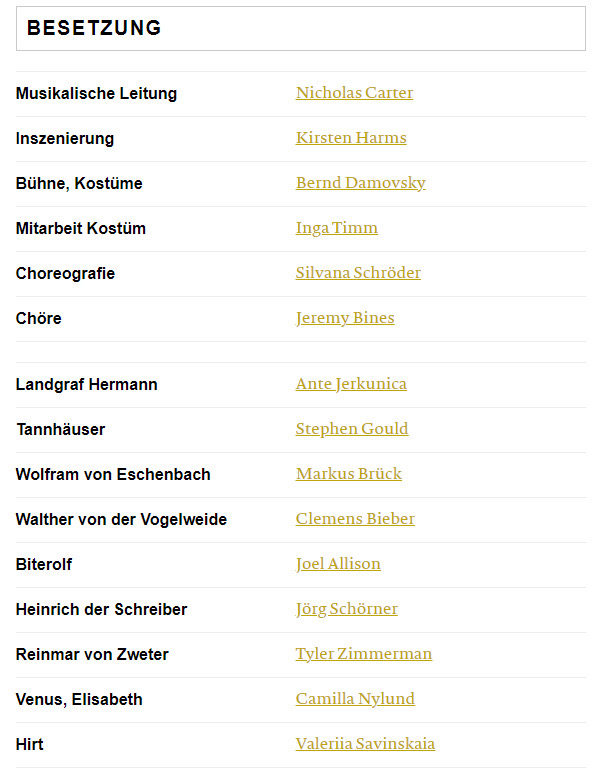 BESETZUNG
Musikalische Leitung Nicholas Carter
Inszenierung Kirsten Harms
Bühne, Kostüme Bernd Damovsky
Mitarbeit Kostüm Inga Timm
Choreografie Silvana Schröder
Chöre Jeremy Bines
Landgraf Hermann Ante Jerkunica
Tannhäuser Stephen Gould
Wolfram von Eschenbach Markus Brück
Walther von der Vogelweide Clemens Bieber
Biterolf Joel Allison
Heinrich der Schreiber Jörg Schörner
Reinmar von Zweter Tyler Zimmerman
Venus, Elisabeth Camilla Nylund
Hirt Valeriia Savinskaia